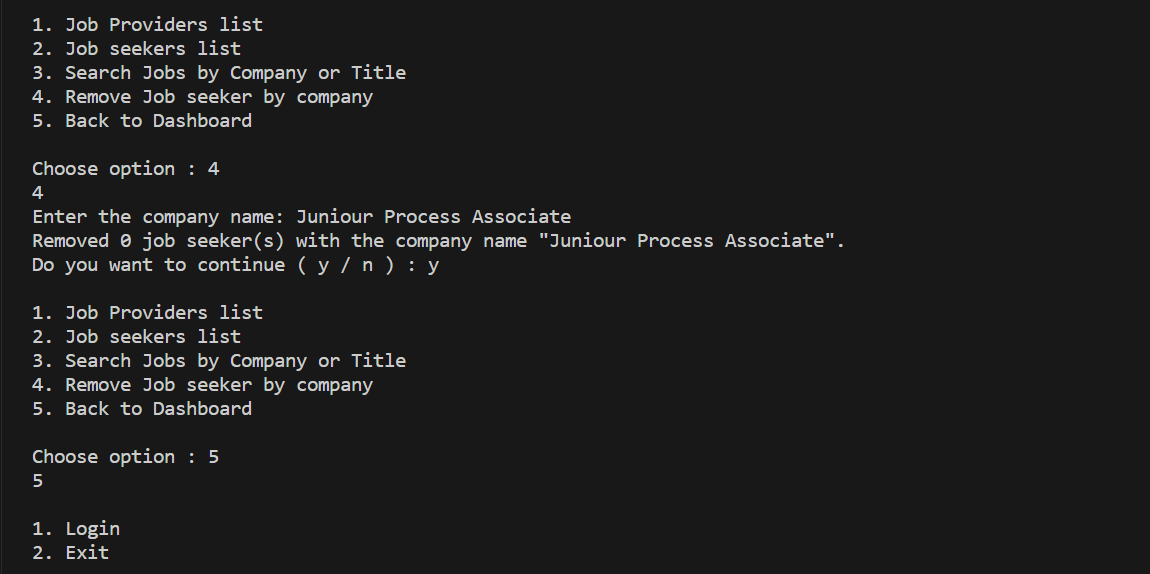 1. Job Providers list
2. Job seekers list
3. Search Jobs by Company or Title
4. Remove Job seeker by company
5. Back to Dashboard
Choose option : 4
4
Enter the company name: Juniour Process Associate
Removed 0 job seeker(s) with the company name "Juniour Process Associate".
Do you want to continue ( y / n ) : y
1. Job Providers list
2. Job seekers list
3. Search Jobs by Company or Title
4. Remove Job seeker by company
5. Back to Dashboard
Choose option : 5
5
1. Login
2. Exit